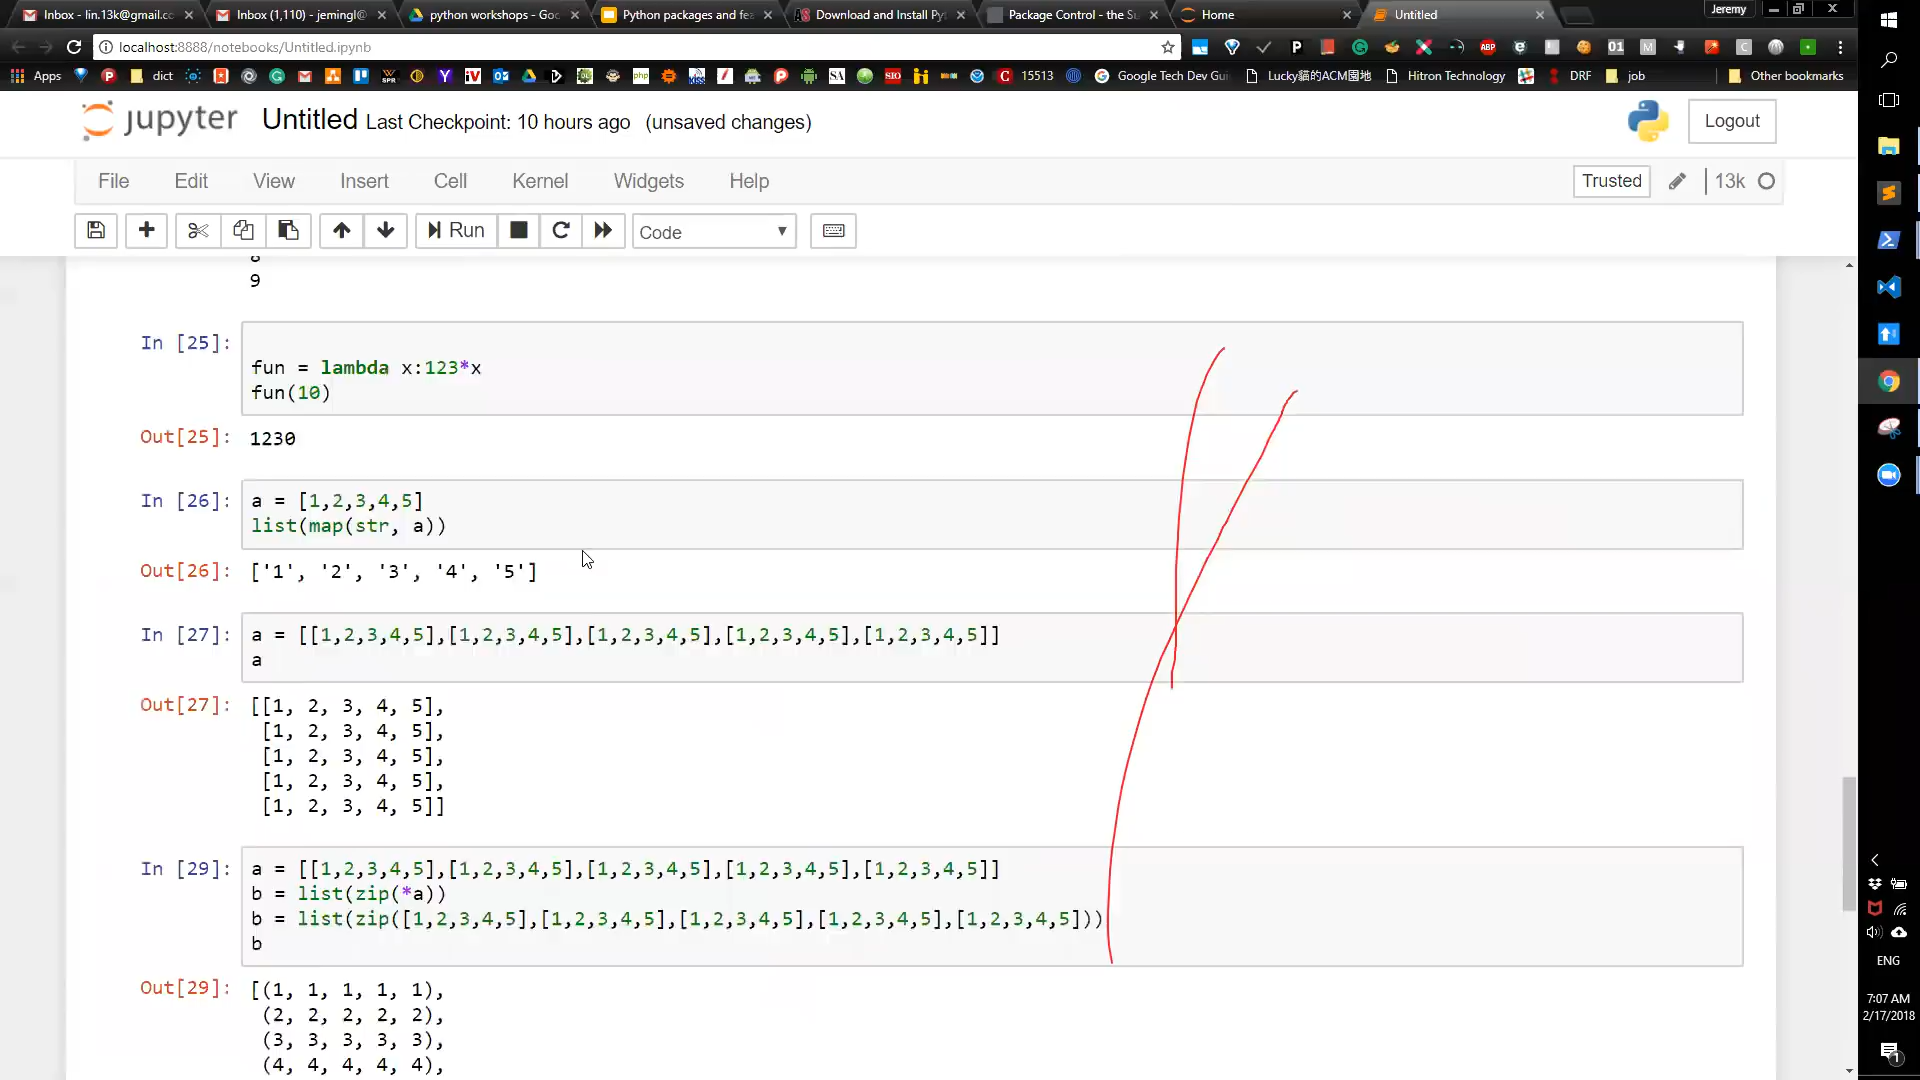 Inbox - lin.13k@gmail.co
Inbox (1,110) - jemingl@
python workshops - Goo
Python packages and fea
Download and Install Py
Package Control - the Su
Home
Untitled
Jeremy
localhost:8888/notebooks/Untitled.ipynb
Apps
dict
15513
Google Tech Dev Gui
Lucky貓的ACM園地
Hitron Technology
DRF
job
Other bookmarks
jupyter Untitled Last Checkpoint: 10 hours ago (unsaved changes)
Logout
File Edit View Insert Cell Kernel Widgets Help
Trusted
13k
Run
Code
9
In [25]:
fun = lambda x:123*x
fun(10)
Out[25]: 1230
In [26]: a = [1,2,3,4,5]
list(map(str, a))
Out[26]: ['1', '2', '3', '4', '5']
In [27]: a = [[1,2,3,4,5],[1,2,3,4,5],[1,2,3,4,5],[1,2,3,4,5],[1,2,3,4,5]]
a
Out[27]: [[1, 2, 3, 4, 5],
[1, 2, 3, 4, 5],
[1, 2, 3, 4, 5],
[1, 2, 3, 4, 5],
[1, 2, 3, 4, 5]]
In [29]: a = [[1,2,3,4,5],[1,2,3,4,5],[1,2,3,4,5],[1,2,3,4,5],[1,2,3,4,5]]
b = list(zip(*a))
b = list(zip([1,2,3,4,5],[1,2,3,4,5],[1,2,3,4,5],[1,2,3,4,5],[1,2,3,4,5]))
b
Out[29]: [(1, 1, 1, 1, 1),
(2, 2, 2, 2, 2),
(3, 3, 3, 3, 3),
(4, 4, 4, 4, 4),
ENG
7:07 AM
2/17/2018